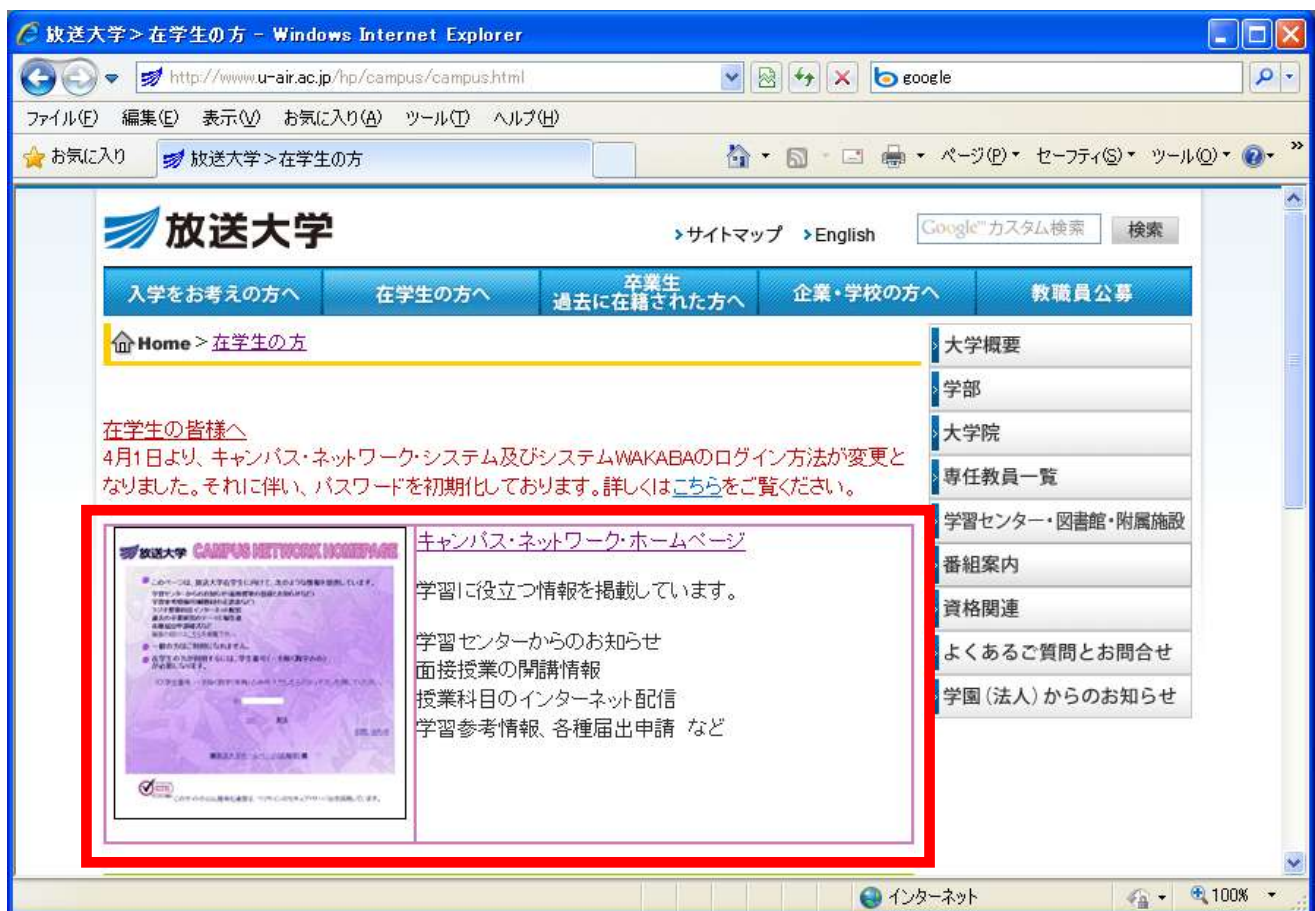 放送大学>在学生の方 - Windows Internet Explorer
http://www.u-air.ac.jp/hp/campus/campus.html
google
ファイル(F) 編集(E) 表示(V) お気に入り(A) ツール(T) ヘルプ(H)
お気に入り
放送大学>在学生の方
ページ(P) セーフティ(S) ツール(O)
放送大学
サイトマップ
English
Google™カスタム検索
検索
入学をお考えの方へ
在学生の方へ
卒業生
過去に在籍された方へ
企業・学校の方へ
教職員公募
Home > 在学生の方
在学生の皆様へ
4月1日より、キャンパス・ネットワーク・システム及びシステムWAKABAのログイン方法が変更と
なりました。それに伴い、パスワードを初期化しております。詳しくはこちらをご覧ください。
放送大学 CAMPUS NETWORK HOMEPAGE
キャンパス・ネットワーク・ホームページ
学習に役立つ情報を掲載しています。
学習センターからのお知らせ
面接授業の開講情報
授業科目のインターネット配信
学習参考情報、各種届出申請 など
大学概要
学部
大学院
専任教員一覧
学習センター・図書館・附属施設
番組案内
資格関連
よくあるご質問とお問合せ
学園(法人)からのお知らせ
インターネット
100%